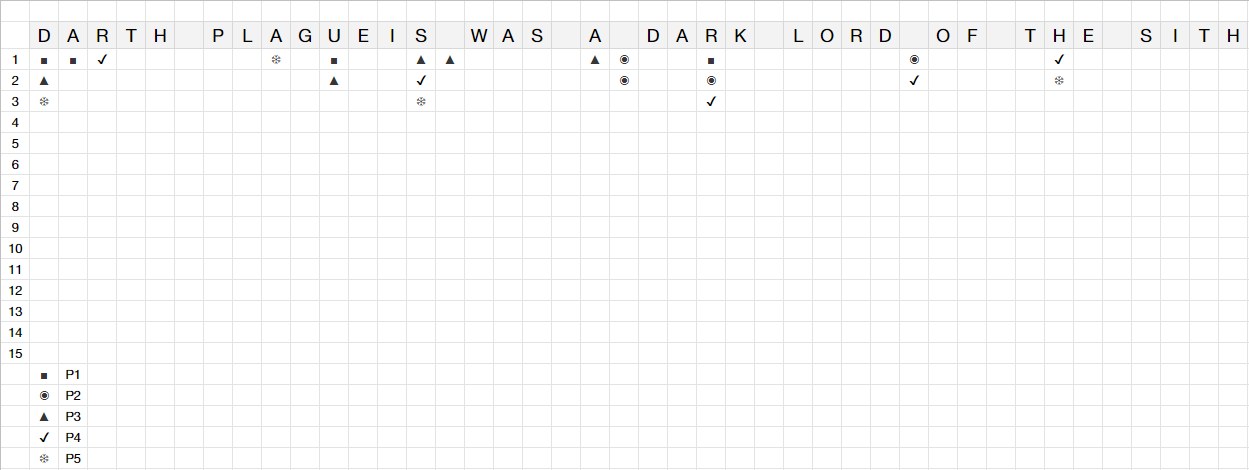 D A R T H P L A G U E I S W A S A D A R K L O R D O F T H E S I T H
1 ■ ■ ✓ ❄ ■ ▲ ▲ ▲ ◉ ■ ◉ ✓
2 ▲ ▲ ✓ ◉ ◉ ✓ ❄
3 ❄ ❄ ✓
4
5
6
7
8
9
10
11
12
13
14
15
■ P1
◉ P2
▲ P3
✓ P4
❄ P5